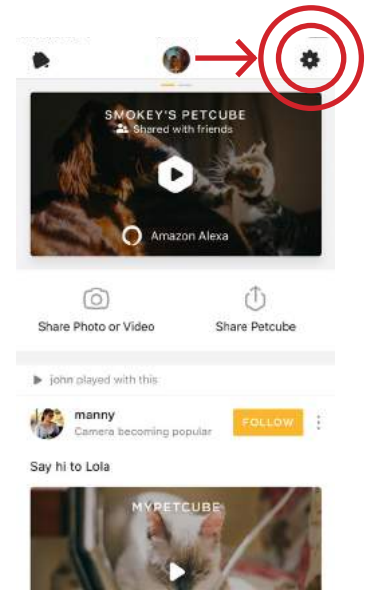 SMOKEY'S PETCUBE
Shared with friends
Amazon Alexa
Share Photo or Video
Share Petcube
john played with this
manny
Camera becoming popular
FOLLOW
Say hi to Lola
MYPETCUBE